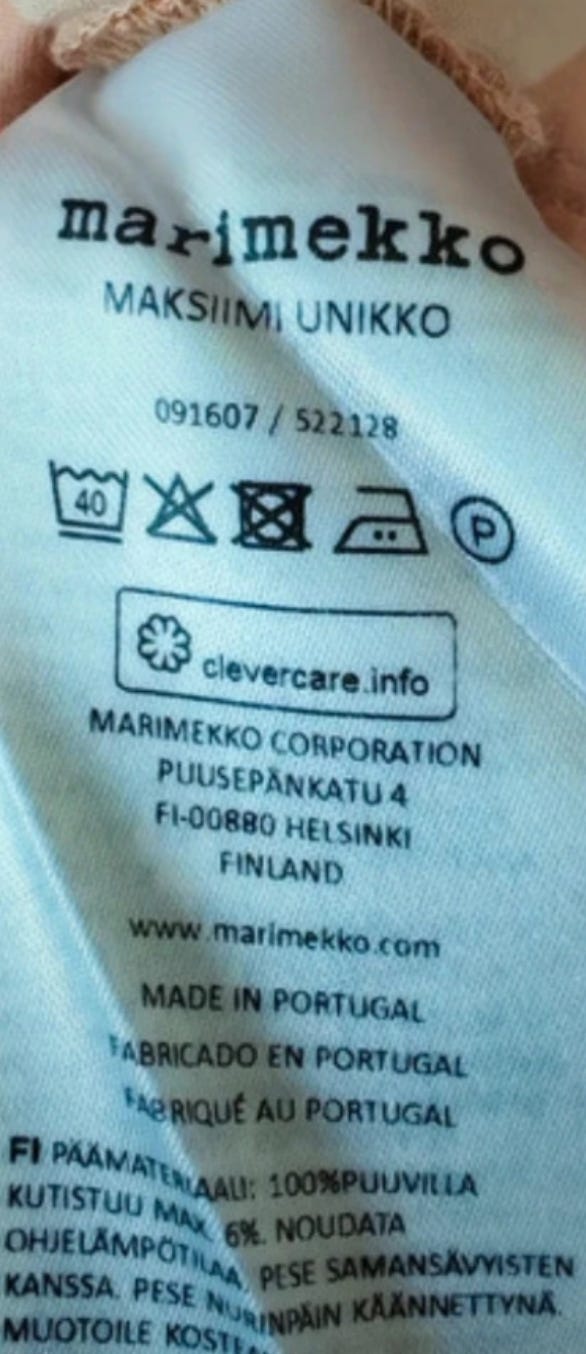 marimekko
MAKSIIMI UNIKKO
091607 / 522128
40 P
clevercare.info
MARIMEKKO CORPORATION
PUUSEPÄNKATU 4
FI-00880 HELSINKI
FINLAND
www.marimekko.com
MADE IN PORTUGAL
FABRICADO EN PORTUGAL
FABRIQUÉ AU PORTUGAL
FI PÄÄMATERIAALI: 100%PUUVILLA
KUTISTUU MAX. 6%. NOUDATA
OHJELÄMPÖTILAA. PESE SAMANSÄVYISTEN
KANSSA. PESE NURINPÄIN KÄÄNNETTYNÄ.
MUOTOILE